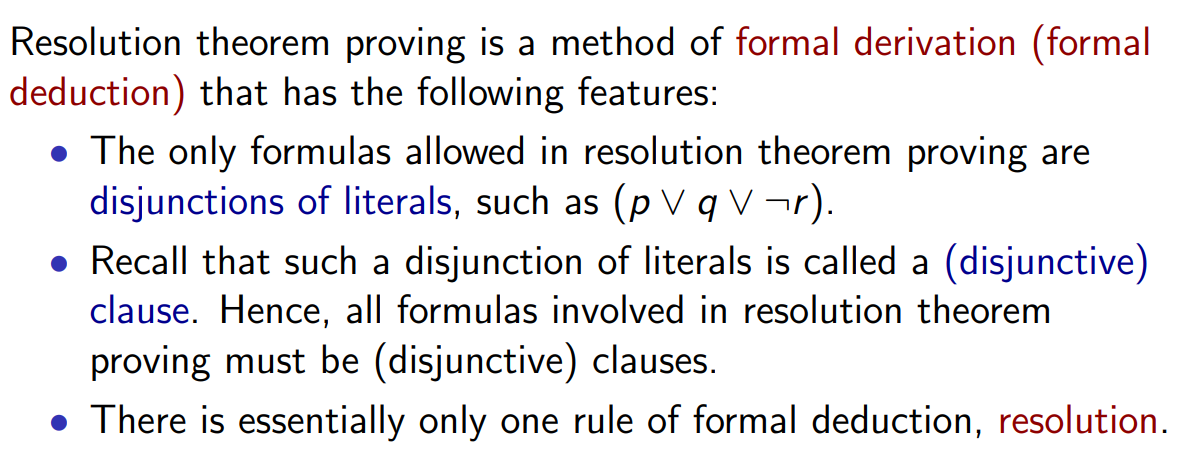 Resolution theorem proving is a method of formal derivation (formal
deduction) that has the following features:
• The only formulas allowed in resolution theorem proving are
disjunctions of literals, such as (p ∨ q ∨ ¬r).
• Recall that such a disjunction of literals is called a (disjunctive)
clause. Hence, all formulas involved in resolution theorem
proving must be (disjunctive) clauses.
• There is essentially only one rule of formal deduction, resolution.